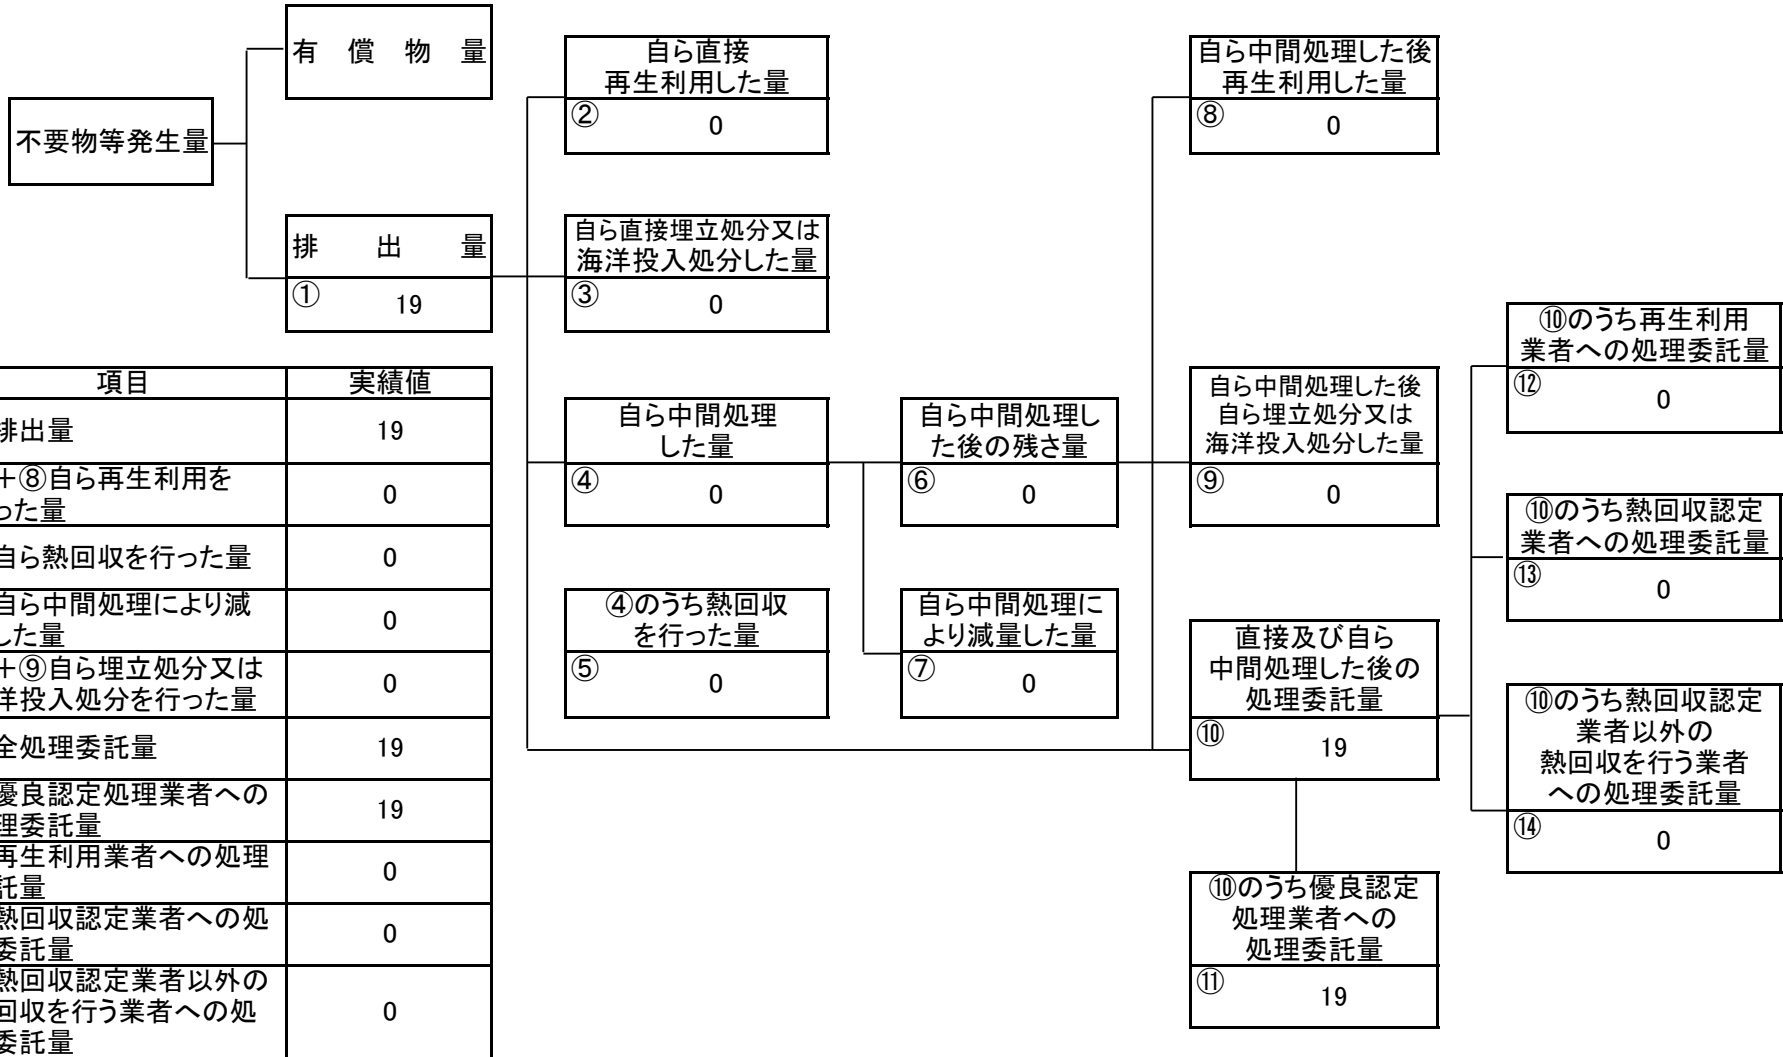 有償物量
不要物等発生量
排出量
① 19
自ら直接
再生利用した量
② 0
自ら直接埋立処分又は
海洋投入処分した量
③ 0
自ら中間処理
した量
④ 0
④のうち熱回収
を行った量
⑤ 0
自ら中間処理し
た後の残さ量
⑥ 0
自ら中間処理に
より減量した量
⑦ 0
自ら中間処理した後
再生利用した量
⑧ 0
自ら中間処理した後
自ら埋立処分又は
海洋投入処分した量
⑨ 0
直接及び自ら
中間処理した後の
処理委託量
⑩ 19
⑩のうち優良認定
処理業者への
処理委託量
⑪ 19
⑩のうち再生利用
業者への処理委託量
⑫ 0
⑩のうち熱回収認定
業者への処理委託量
⑬ 0
⑩のうち熱回収認定
業者以外の
熱回収を行う業者
への処理委託量
⑭ 0
項目 実績値
排出量 19
+⑧自ら再生利用を
った量 0
自ら熱回収を行った量 0
自ら中間処理により減
した量 0
+⑨自ら埋立処分又は
洋投入処分を行った量 0
全処理委託量 19
優良認定処理業者への
理委託量 19
再生利用業者への処理
託量 0
熱回収認定業者への処
委託量 0
熱回収認定業者以外の
回収を行う業者への処
委託量 0